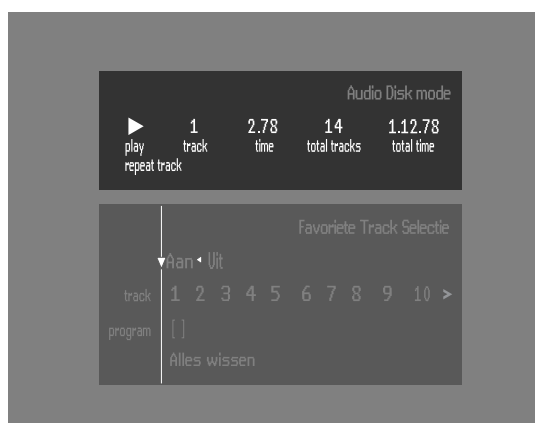 Audio Disk mode
1 2.78 14 1.12.78
play track time total tracks total time
repeat track
Favoriete Track Selectie
Aan Uit
track 1 2 3 4 5 6 7 8 9 10 >
program [ ]
Alles wissen